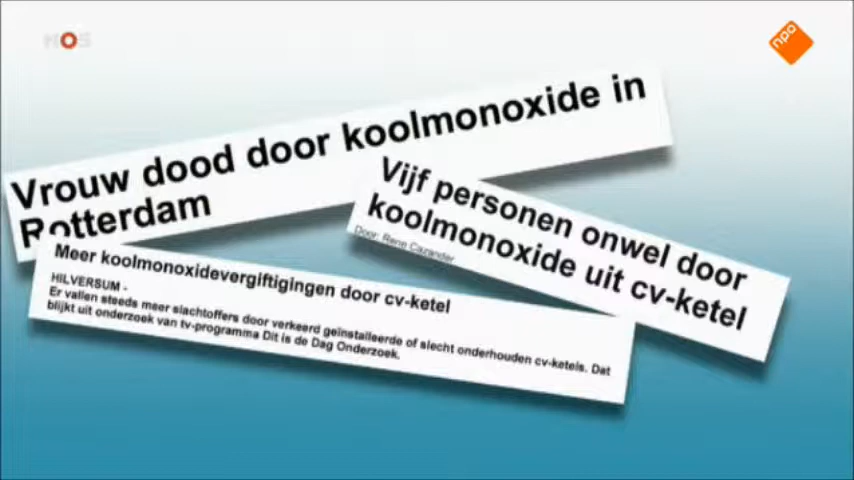 NOS
npo
Vrouw dood door koolmonoxide in
Rotterdam
Vijf personen onwel door
koolmonoxide uit cv-ketel
Door: René Cazander
Meer koolmonoxidevergiftigingen door cv-ketel
HILVERSUM -
Er vallen steeds meer slachtoffers door verkeerd geïnstalleerde of slecht onderhouden cv-ketels. Dat
blijkt uit onderzoek van tv-programma Dit is de Dag Onderzoek.